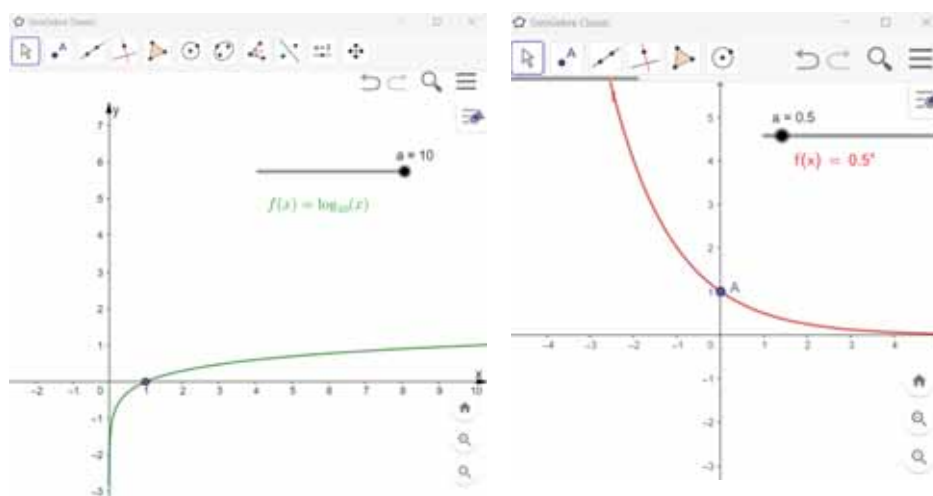 GeoGebra Classic
A
y
7
a = 10
6
5
f(x) = log₁₀(x)
4
3
2
1
x
-2 -1 0 1 2 3 4 5 6 7 8 9 10
-1
-2
-3
GeoGebra Classic
A
a = 0.5
5
f(x) = 0.5ˣ
4
3
2
1 A
-4 -3 -2 -1 0 1 2 3 4
-1
-2
-3